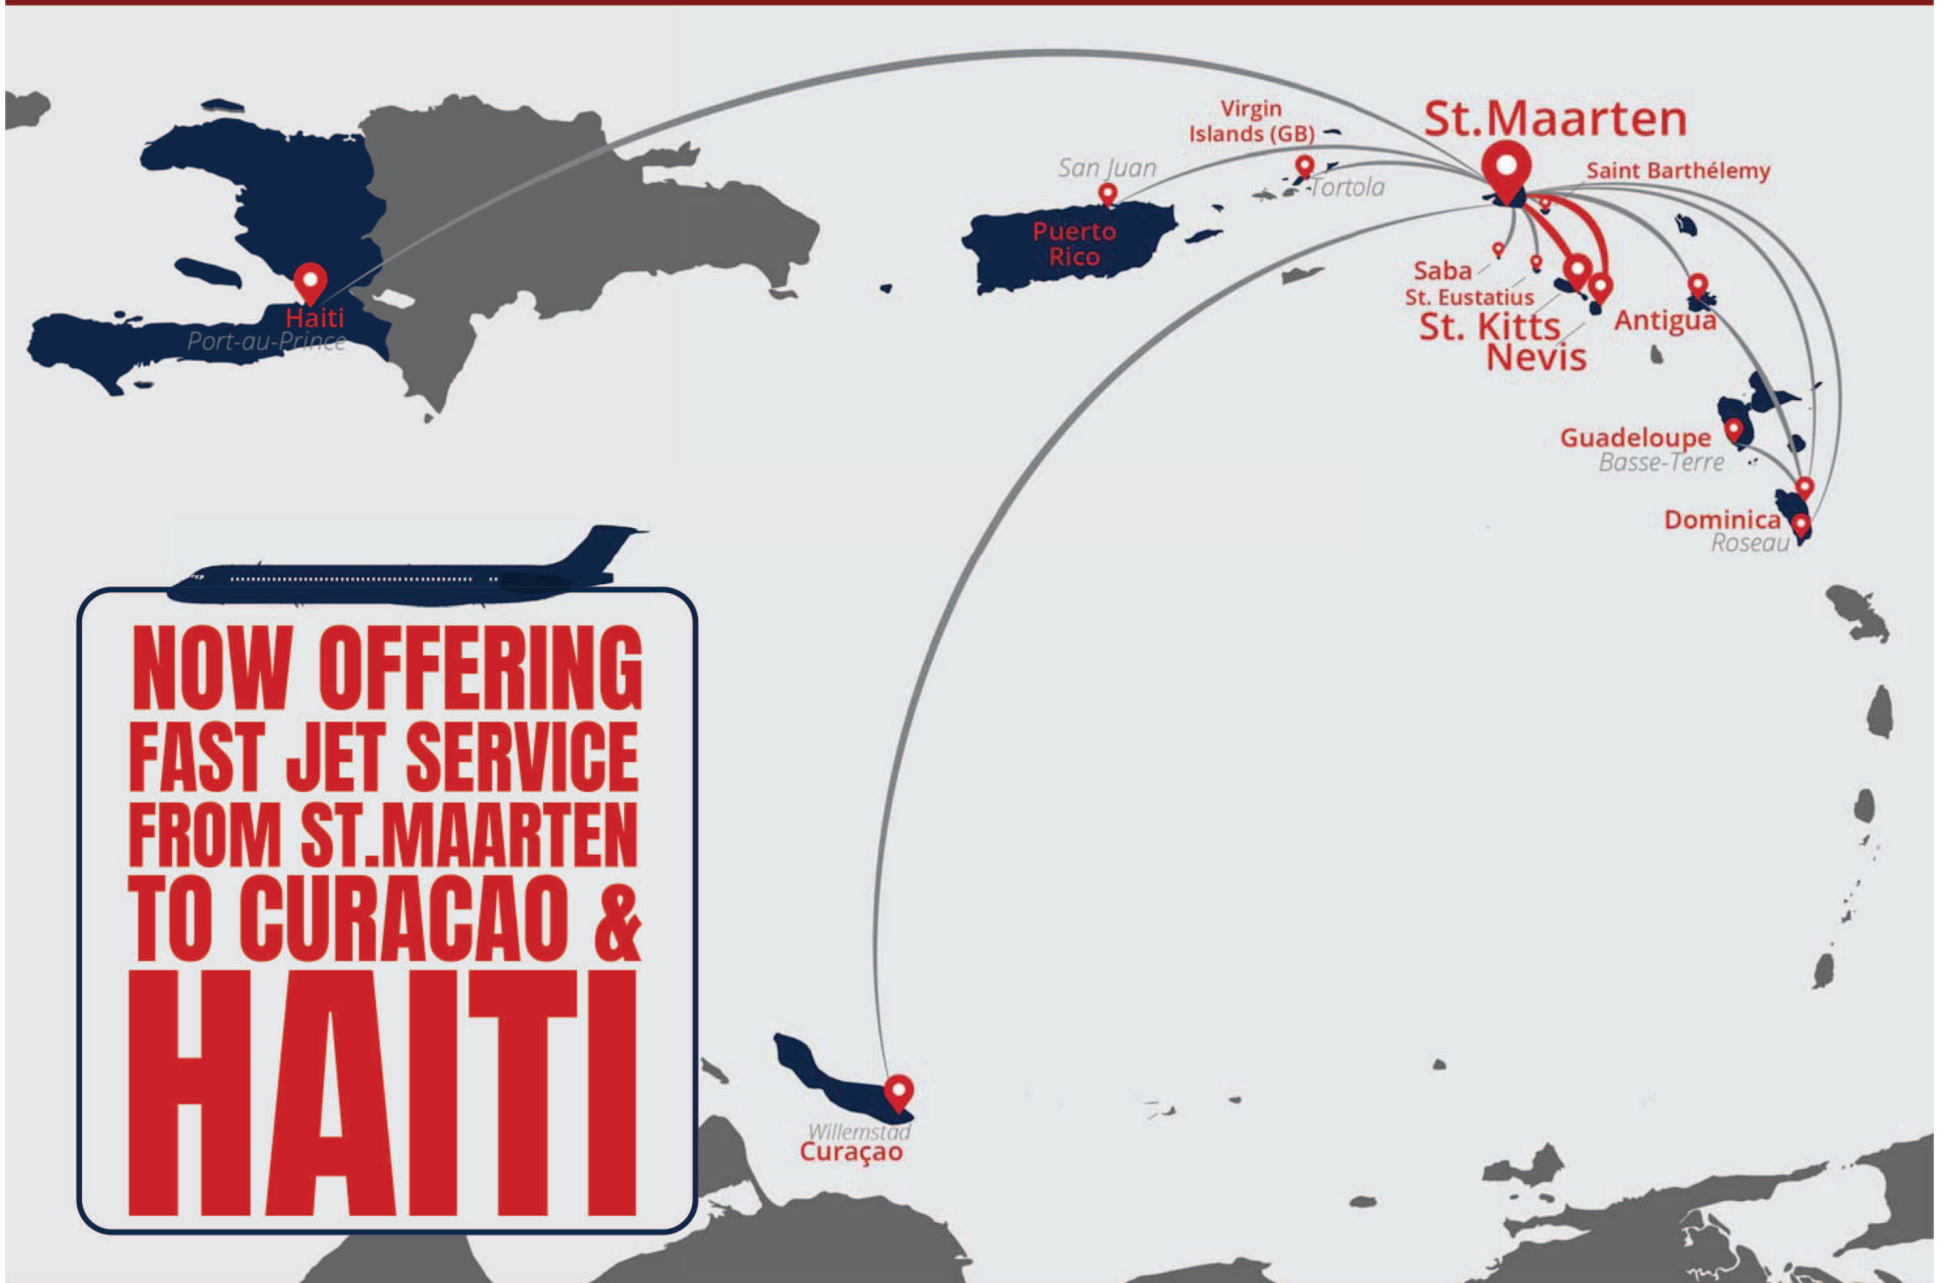 St.Maarten
Virgin
Islands (GB)
San Juan
Saint Barthélemy
Tortola
Puerto
Rico
Saba
St. Eustatius
St. Kitts
Nevis
Antigua
Haiti
Port-au-Prince
Guadeloupe
Basse-Terre
Dominica
Roseau
NOW OFFERING
FAST JET SERVICE
FROM ST.MAARTEN
TO CURACAO &
HAITI
Willemstad
Curaçao